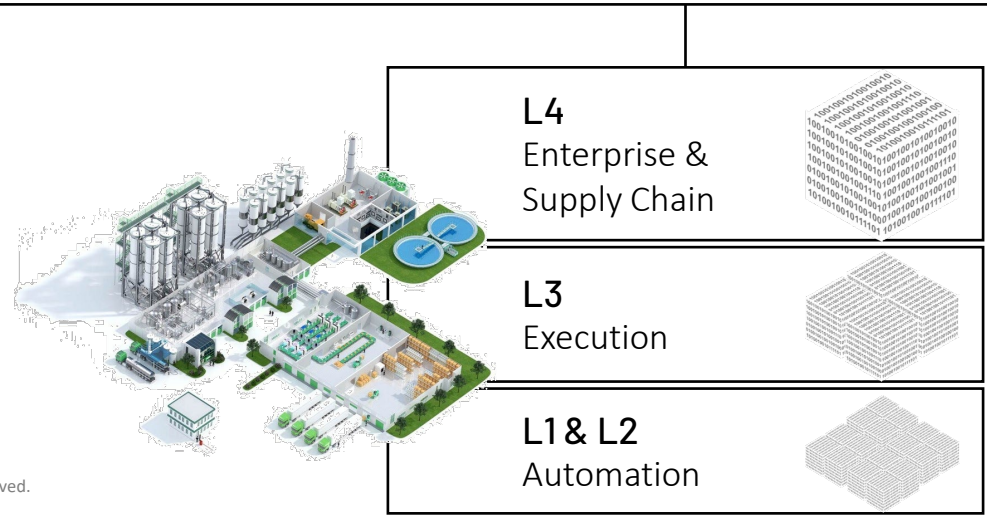 L4
Enterprise &
Supply Chain
L3
Execution
L1 & L2
Automation
ved.